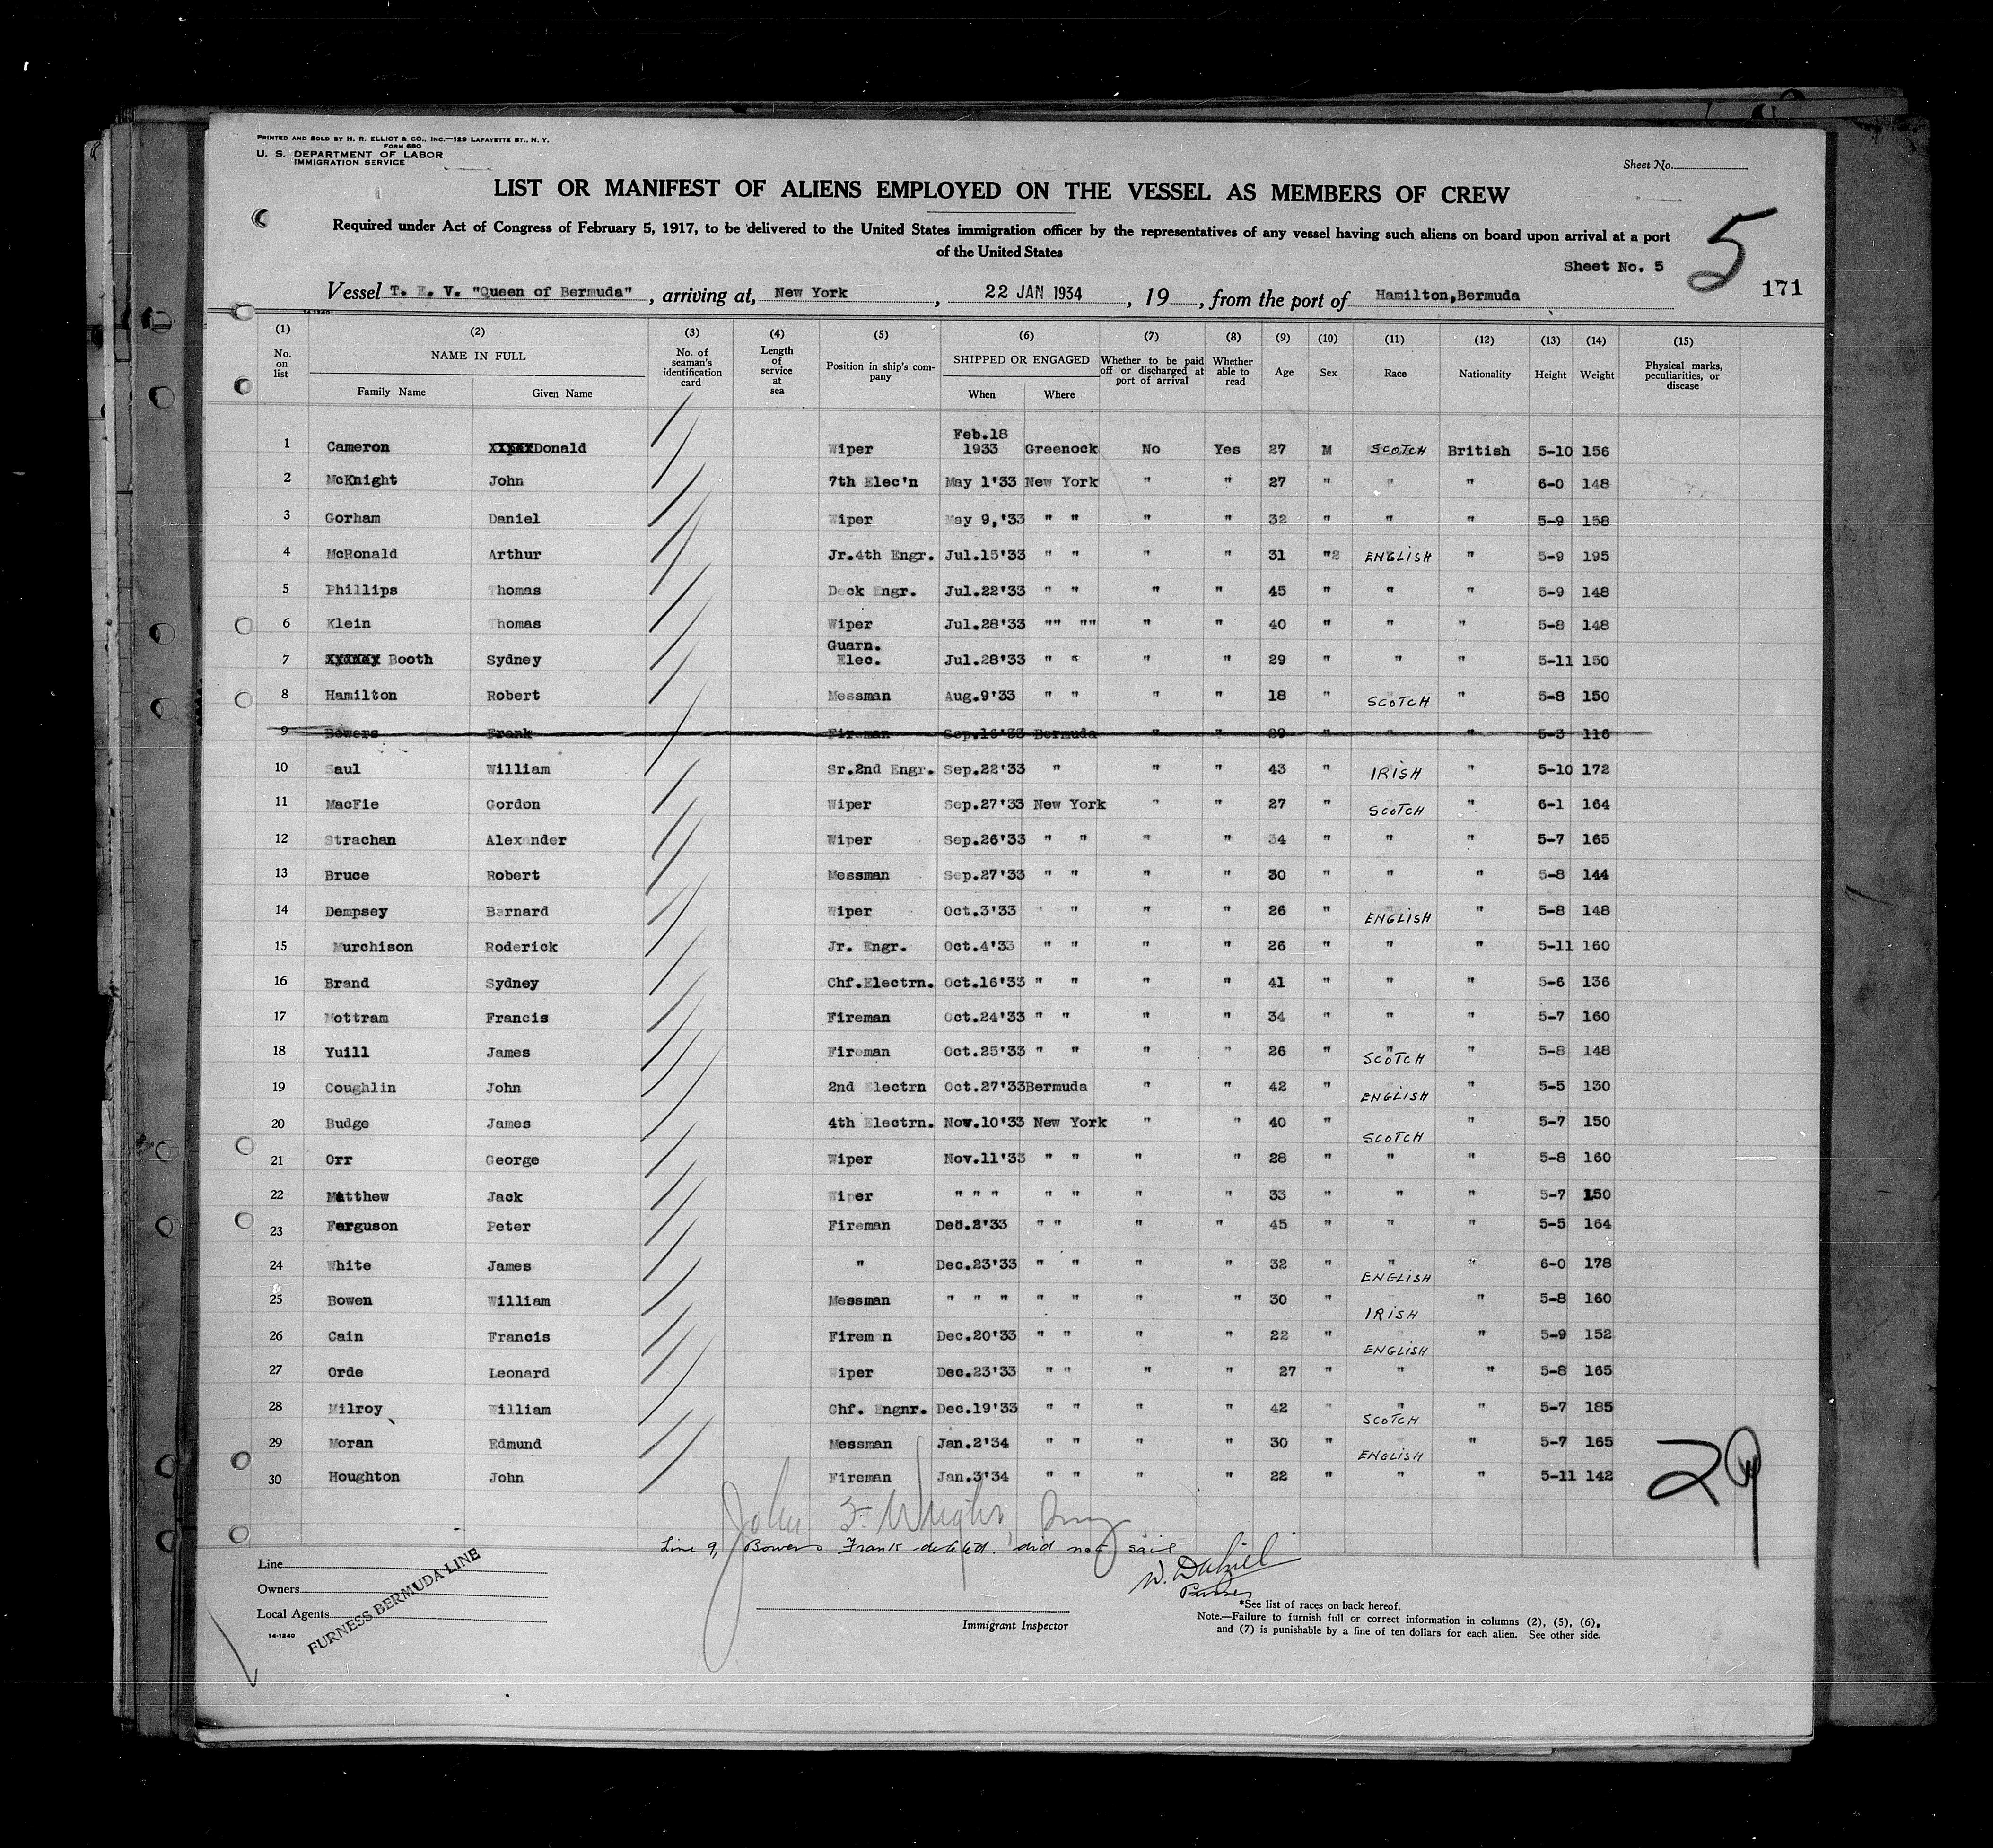 PRINTED AND SOLD BY H. R. ELLIOT & CO., INC.—129 LAFAYETTE ST., N. Y.
FORM 680
U. S. DEPARTMENT OF LABOR
IMMIGRATION SERVICE
Sheet No.
LIST OR MANIFEST OF ALIENS EMPLOYED ON THE VESSEL AS MEMBERS OF CREW
Required under Act of Congress of February 5, 1917, to be delivered to the United States immigration officer by the representatives of any vessel having such aliens on board upon arrival at a port
of the United States
Sheet No. 5
5
171
Vessel T. E. V. "Queen of Bermuda", arriving at, New York, 22 JAN 1934, 19, from the port of Hamilton, Bermuda
(1) (2) (3) (4) (5) (6) (7) (8) (9) (10) (11) (12) (13) (14) (15)
No. on list NAME IN FULL Family Name Given Name No. of seaman's identification card Length of service at sea Position in ship's company SHIPPED OR ENGAGED When Where Whether to be paid off or discharged at port of arrival Whether able to read Age Sex Race Nationality Height Weight Physical marks, peculiarities, or disease
1 Cameron Donald Wiper Feb.18 1933 Greenock No Yes 27 M SCOTCH British 5-10 156
2 McKnight John 7th Elec'n May 1'33 New York " " 27 " " " 6-0 148
3 Gorham Daniel Wiper May 9,'33 " " " " 32 " " " 5-9 158
4 McRonald Arthur Jr.4th Engr. Jul.15'33 " " " " 31 "2 ENGLISH " 5-9 195
5 Phillips Thomas Deck Engr. Jul.22'33 " " " " 45 " " " 5-9 148
6 Klein Thomas Wiper Jul.28'33 "" "" " " 40 " " " 5-8 148
7 Booth Sydney Guarn. Elec. Jul.28'33 " " " " 29 " " " 5-11 150
8 Hamilton Robert Messman Aug.9'33 " " " " 18 " SCOTCH " 5-8 150
9 Bowers Frank Fireman Sep.16'33 Bermuda " " 29 " " " 5-3 116
10 Saul William Sr.2nd Engr. Sep.22'33 " " " 43 " IRISH " 5-10 172
11 MacFie Gordon Wiper Sep.27'33 New York " " 27 " SCOTCH " 6-1 164
12 Strachan Alexander Wiper Sep.26'33 " " " " 34 " " " 5-7 165
13 Bruce Robert Messman Sep.27'33 " " " " 30 " " " 5-8 144
14 Dempsey Barnard Wiper Oct.3'33 " " " " 26 " ENGLISH " 5-8 148
15 Murchison Roderick Jr. Engr. Oct.4'33 " " " " 26 " " " 5-11 160
16 Brand Sydney Chf.Electrn. Oct.16'33 " " " " 41 " " " 5-6 136
17 Mottram Francis Fireman Oct.24'33 " " " " 34 " " " 5-7 160
18 Yuill James Fireman Oct.25'33 " " " " 26 " " SCOTCH " 5-8 148
19 Coughlin John 2nd Electrn Oct.27'33 Bermuda " " 42 " ENGLISH " 5-5 130
20 Budge James 4th Electrn. Nov.10'33 New York " " 40 " SCOTCH " 5-7 150
21 Orr George Wiper Nov.11'33 " " " " 28 " " " 5-8 160
22 Matthew Jack Wiper " " " " " " " 33 " " " 5-7 150
23 Ferguson Peter Fireman Dec.2'33 " " " " 45 " " " 5-5 164
24 White James " Dec.23'33 " " " " 32 " " ENGLISH " 6-0 178
25 Bowen William Messman " " " " " " " 30 " IRISH " 5-8 160
26 Cain Francis Fireman Dec.20'33 " " " " 22 " ENGLISH " 5-9 152
27 Orde Leonard Wiper Dec.23'33 " " " " 27 " " " 5-8 165
28 Milroy William Chf. Engnr. Dec.19'33 " " " " 42 " " SCOTCH " 5-7 185
29 Moran Edmund Messman Jan.2'34 " " " " 30 " ENGLISH " 5-7 165
30 Houghton John Fireman Jan.3'34 " " " " 22 " " " 5-11 142
29
John F. Wright
Line 9, Bowers Frank deleted. did not sail
Purser
Line
Owners
Local Agents
FURNESS BERMUDA LINE
14-1240
Immigrant Inspector
*See list of races on back hereof.
Note.—Failure to furnish full or correct information in columns (2), (5), (6),
and (7) is punishable by a fine of ten dollars for each alien. See other side.